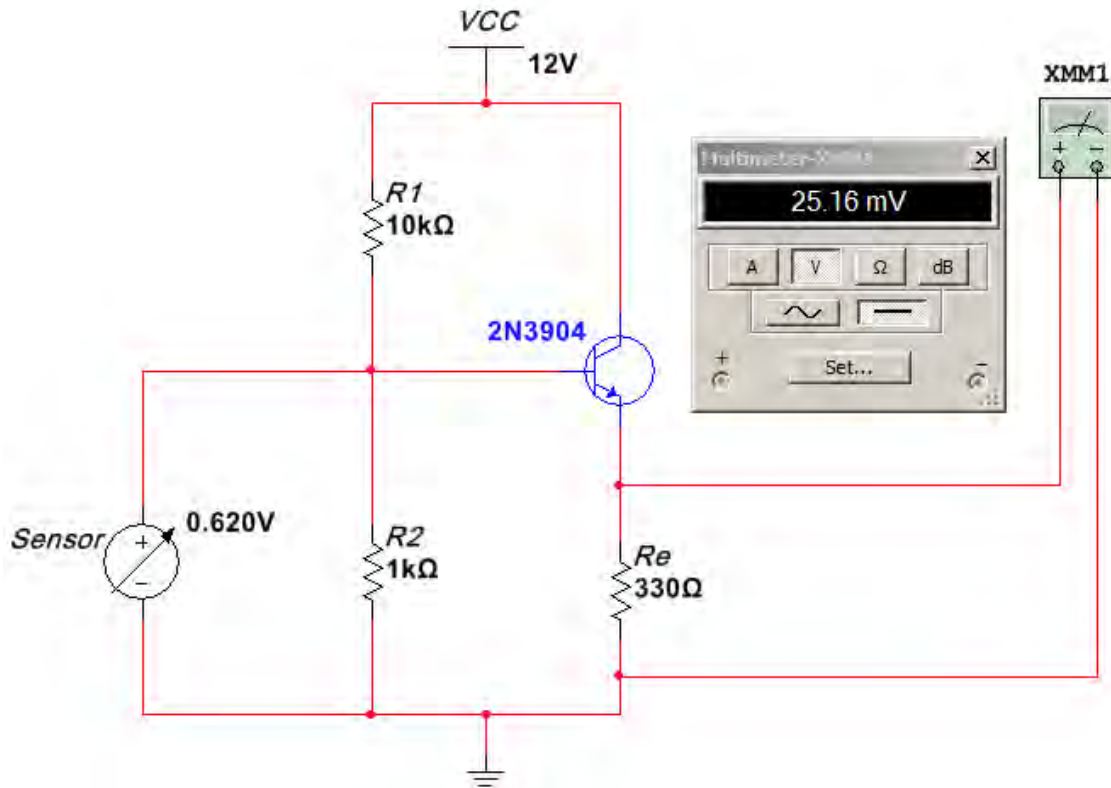 VCC
12V
XMM1
25.16 mV
R1
10kΩ
A
V
Ω
dB
2N3904
+
Set...
-
0.620V
Sensor
R2
1kΩ
Re
330Ω